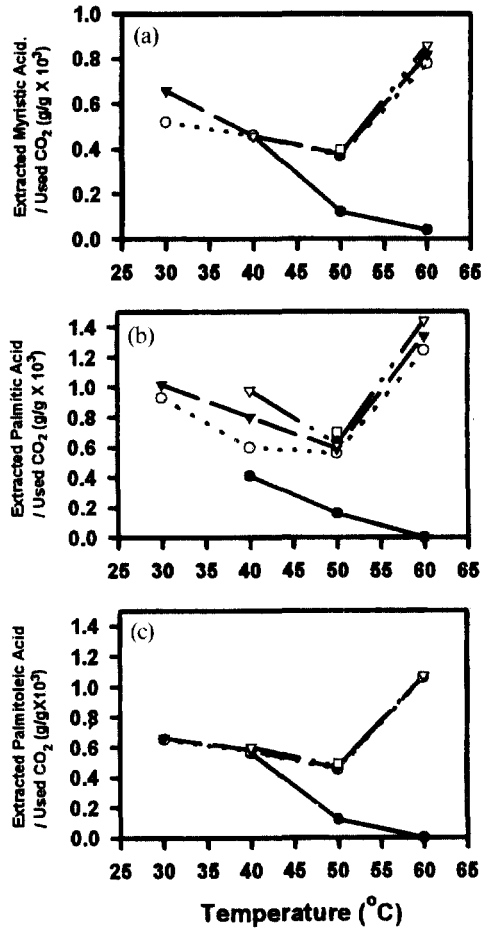 (a)
Extracted Myristic Acid.
/ Used CO2 (g/g X 10³)
1.0
0.8
0.6
0.4
0.2
0.0
25 30 35 40 45 50 55 60 65
(b)
Extracted Palmitic Acid
/ Used CO2 (g/g X 10³)
1.4
1.2
1.0
0.8
0.6
0.4
0.2
0.0
25 30 35 40 45 50 55 60 65
(c)
Extracted Palmitoleic Acid
/ Used CO2 (g/gX10³)
1.4
1.2
1.0
0.8
0.6
0.4
0.2
0.0
25 30 35 40 45 50 55 60 65
Temperature (°C)